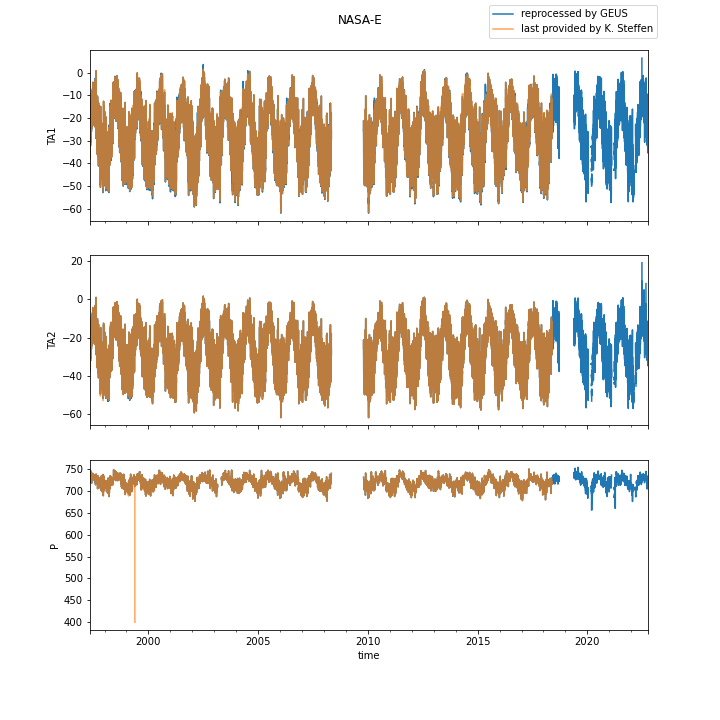 NASA-E
reprocessed by GEUS
last provided by K. Steffen
0
−10
−20
−30
−40
−50
−60
TA1
20
0
−20
−40
−60
TA2
750
700
650
600
550
500
450
400
P
2000 2005 2010 2015 2020
time